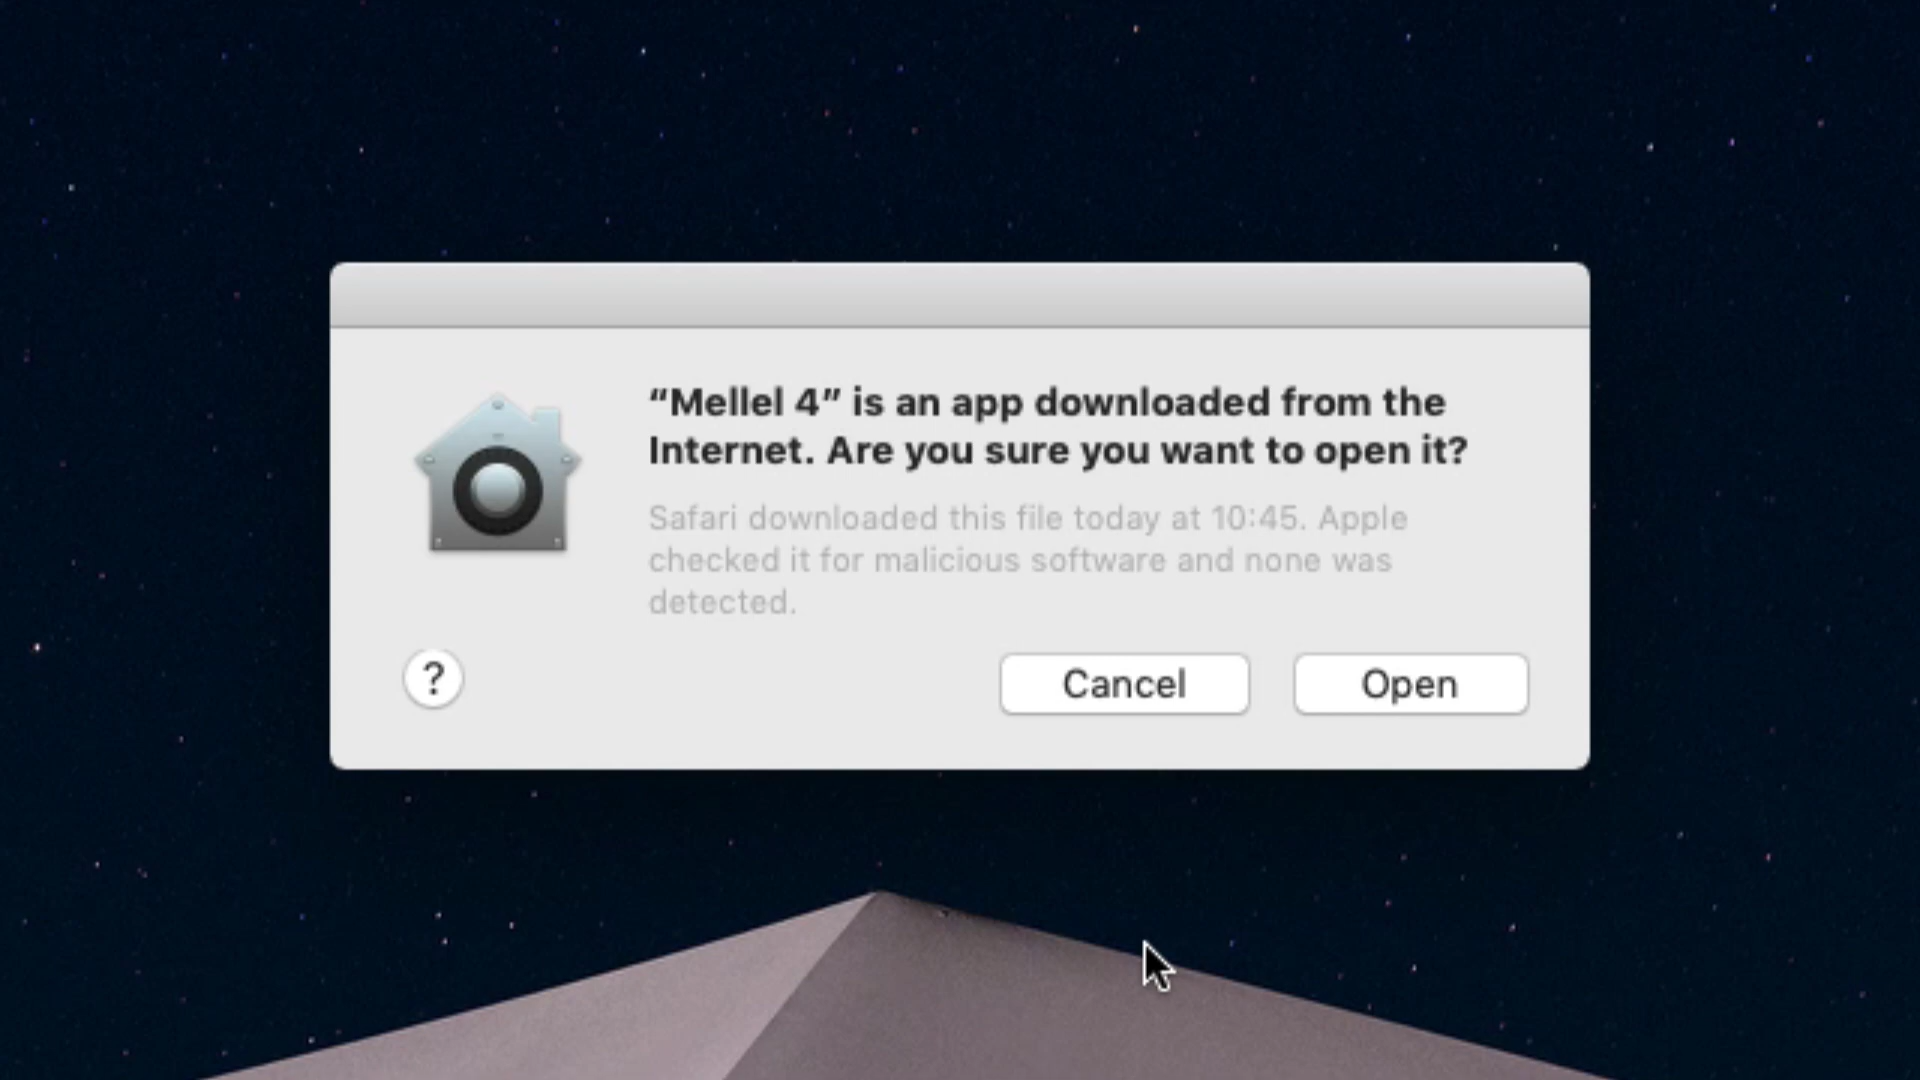 “Mellel 4” is an app downloaded from the
Internet. Are you sure you want to open it?
Safari downloaded this file today at 10:45. Apple
checked it for malicious software and none was
detected.
?
Cancel
Open